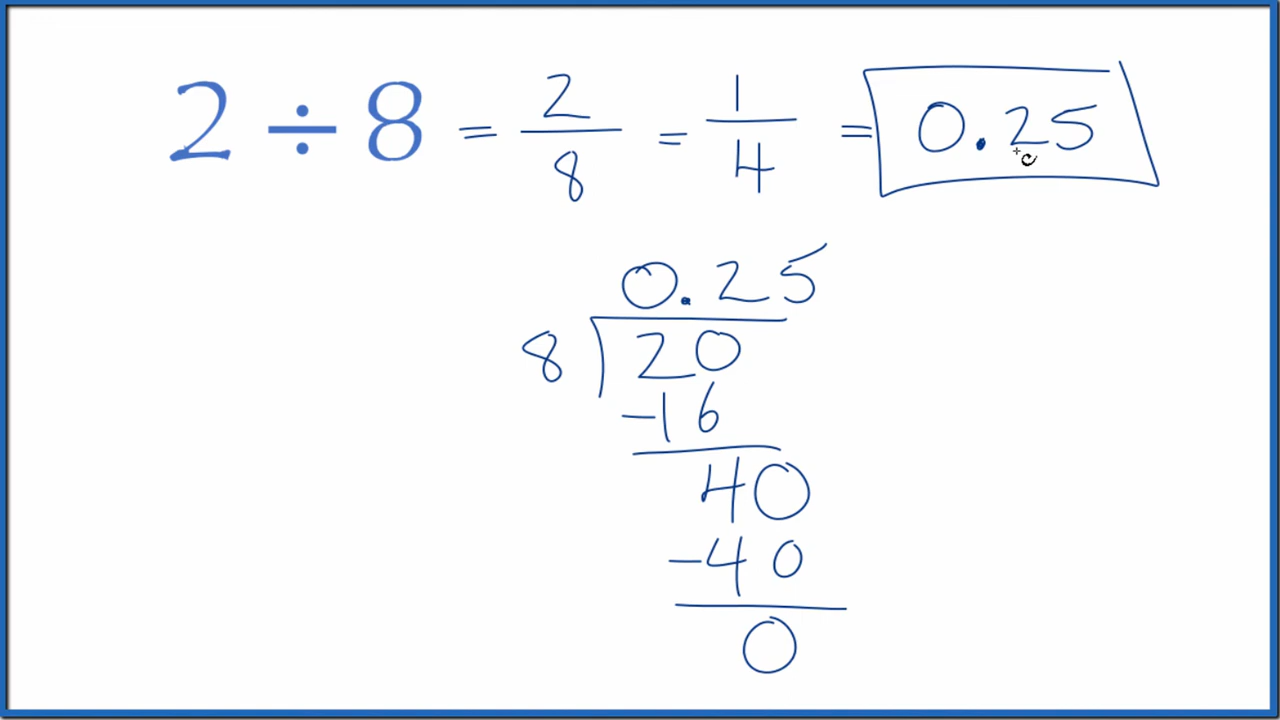 2 ÷ 8 = 2/8 = 1/4 = 0.25
0.25
8 ) 20
-16
40
-40
0